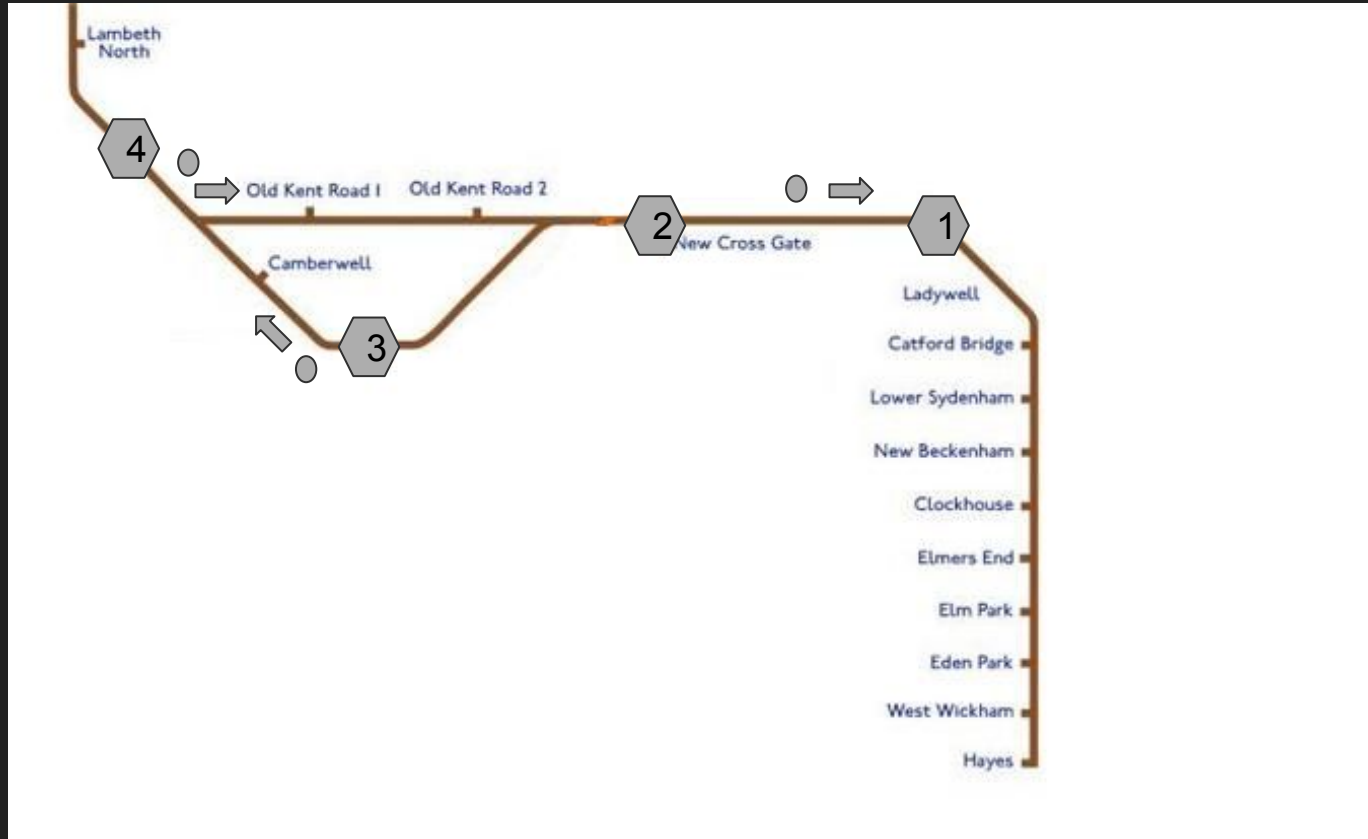 Lambeth
North
4
Old Kent Road 1
Old Kent Road 2
2
1
New Cross Gate
Camberwell
3
Ladywell
Catford Bridge
Lower Sydenham
New Beckenham
Clockhouse
Elmers End
Elm Park
Eden Park
West Wickham
Hayes